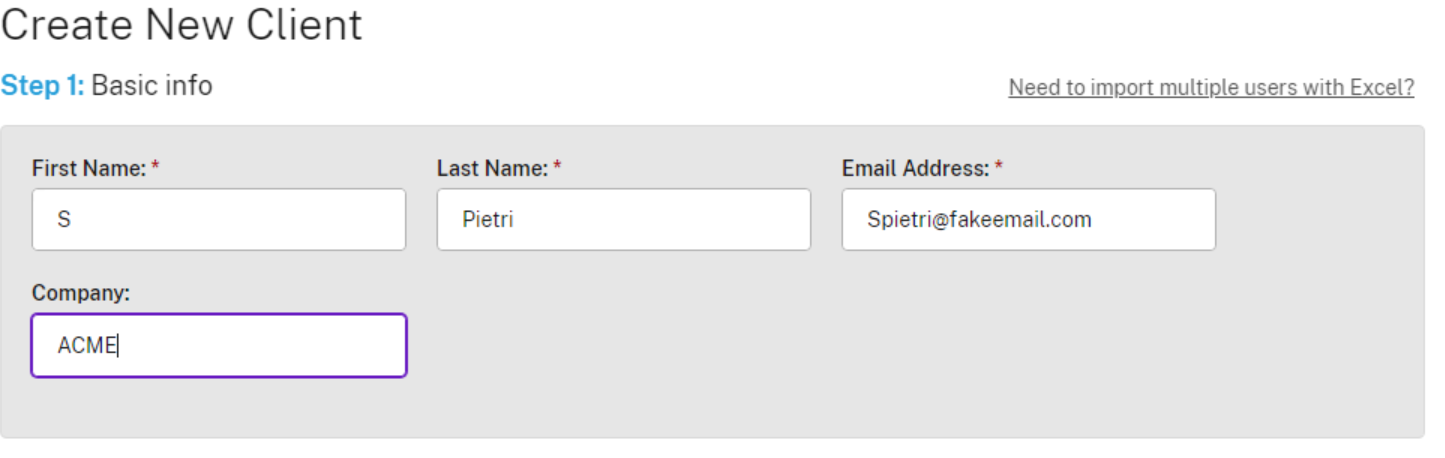 Create New Client
Step 1: Basic info
Need to import multiple users with Excel?
First Name: *
Last Name: *
Email Address: *
S
Pietri
Spietri@fakeemail.com
Company:
ACME